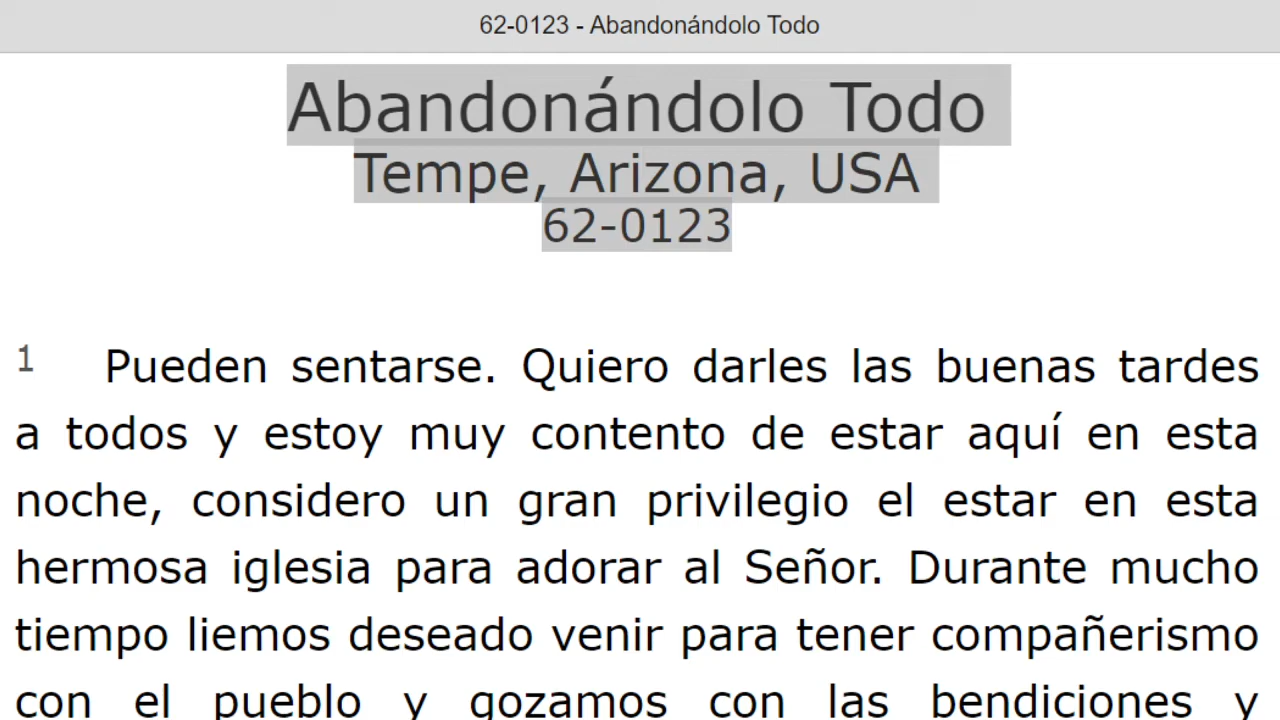 62-0123 - Abandonándolo Todo
Abandonándolo Todo
Tempe, Arizona, USA
62-0123
1 Pueden sentarse. Quiero darles las buenas tardes
a todos y estoy muy contento de estar aquí en esta
noche, considero un gran privilegio el estar en esta
hermosa iglesia para adorar al Señor. Durante mucho
tiempo liemos deseado venir para tener compañerismo
con el pueblo y gozamos con las bendiciones y